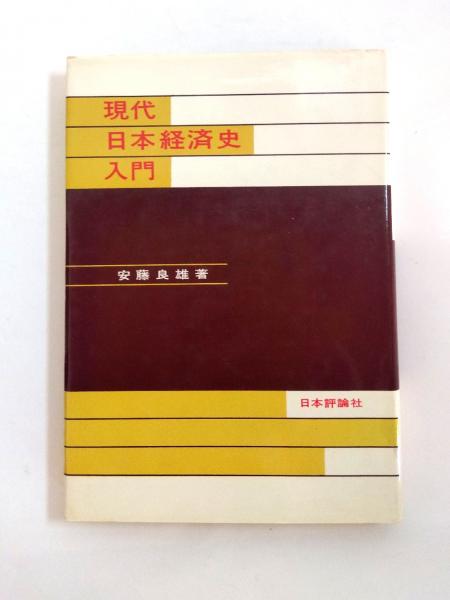 現代
日本経済史
入門
安藤良雄著
日本評論社